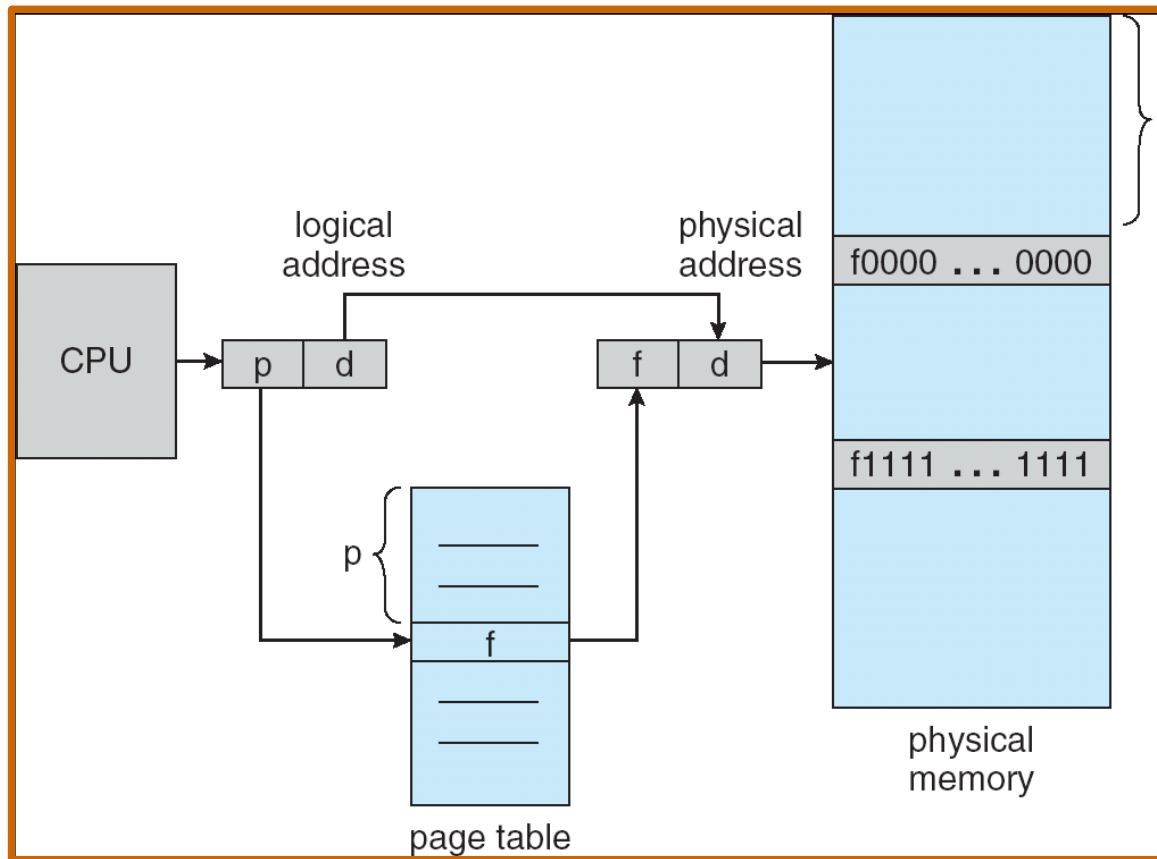 logical
address
physical
address
f0000 ... 0000
CPU
p
d
f
d
f1111 ... 1111
p
f
physical
memory
page table